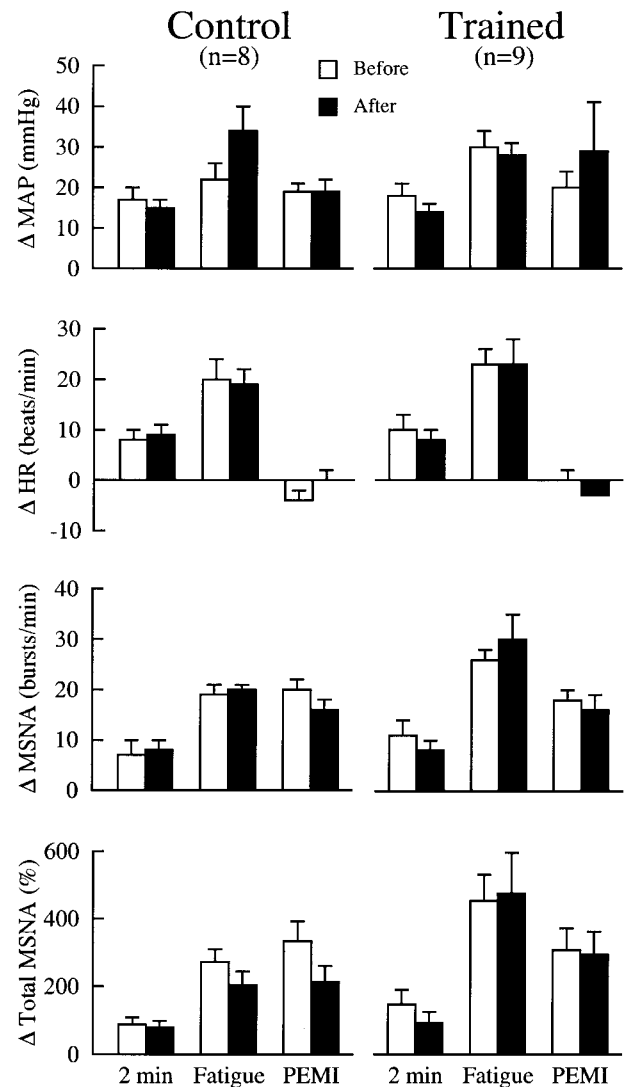 Control
(n=8)
Trained
(n=9)
Before
After
Δ MAP (mmHg)
50
40
30
20
10
0
Δ HR (beats/min)
30
20
10
0
-10
Δ MSNA (bursts/min)
40
30
20
10
0
Δ Total MSNA (%)
600
400
200
0
2 min Fatigue PEMI 2 min Fatigue PEMI